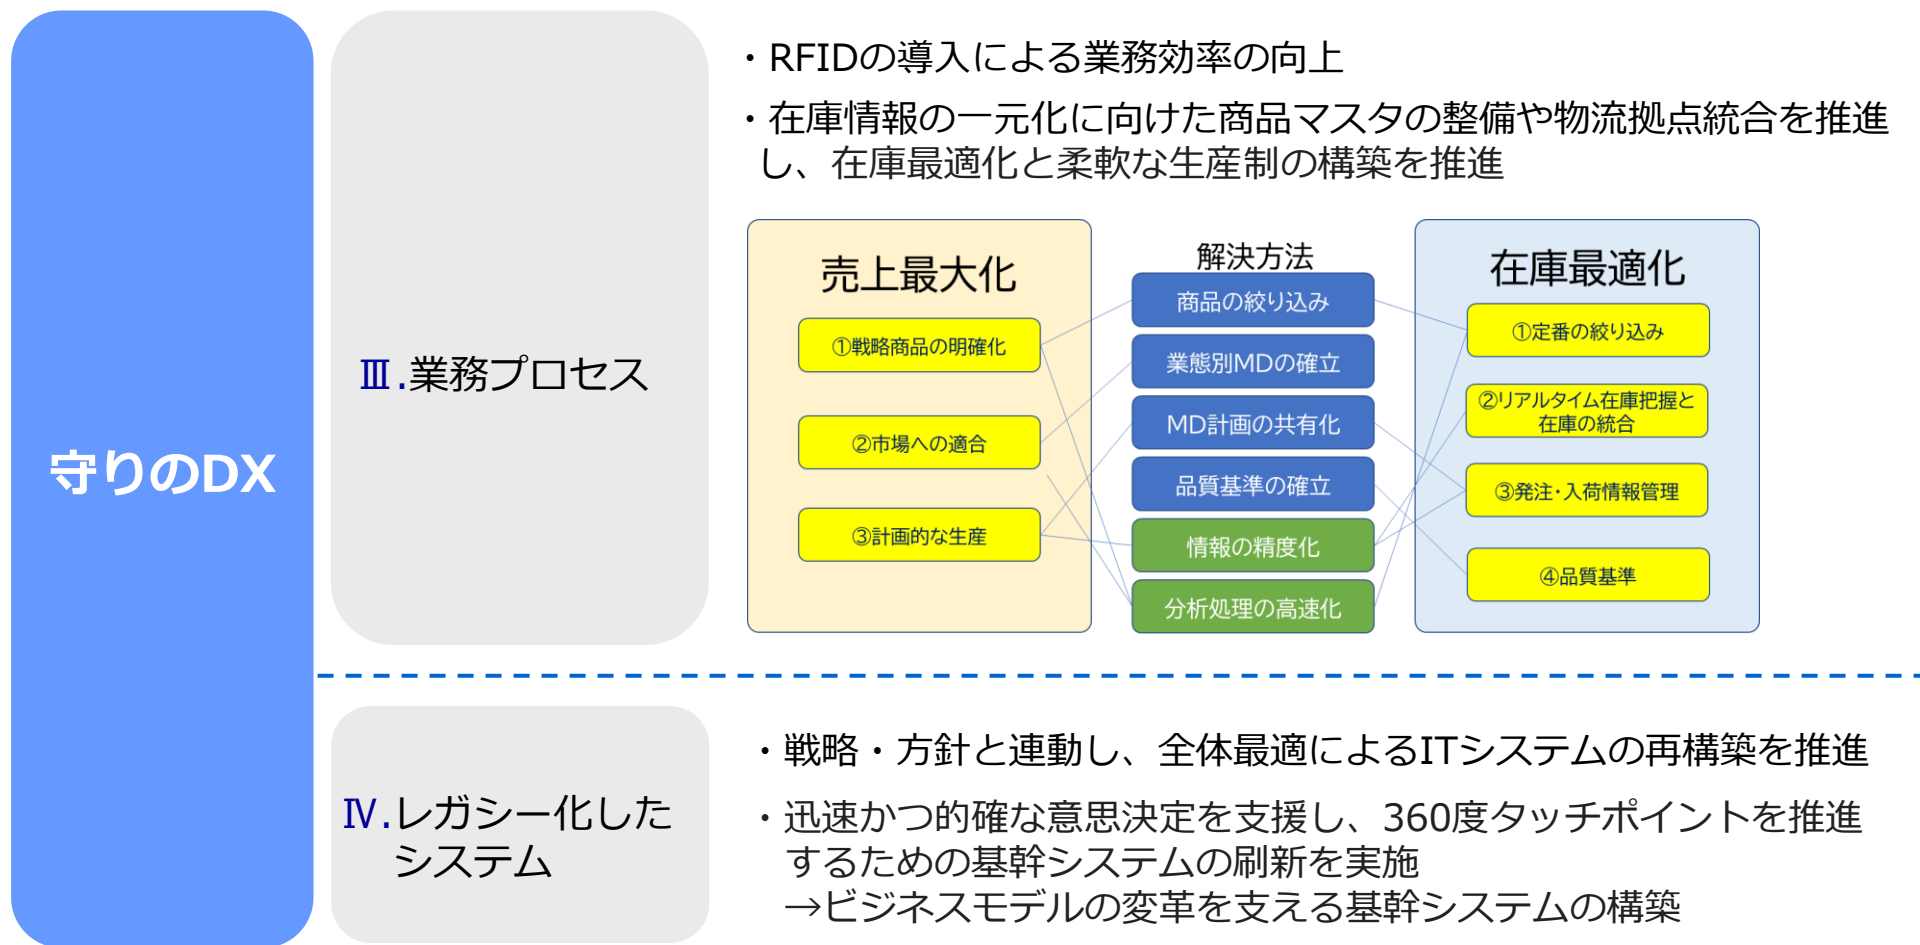 守りのDX
Ⅲ.業務プロセス
・RFIDの導入による業務効率の向上
・在庫情報の一元化に向けた商品マスタの整備や物流拠点統合を推進
し、在庫最適化と柔軟な生産制の構築を推進
売上最大化
①戦略商品の明確化
②市場への適合
③計画的な生産
解決方法
商品の絞り込み
業態別MDの確立
MD計画の共有化
品質基準の確立
情報の精度化
分析処理の高速化
在庫最適化
①定番の絞り込み
②リアルタイム在庫把握と
在庫の統合
③発注・入荷情報管理
④品質基準
Ⅳ.レガシー化した
システム
・戦略・方針と連動し、全体最適によるITシステムの再構築を推進
・迅速かつ的確な意思決定を支援し、360度タッチポイントを推進
するための基幹システムの刷新を実施
→ビジネスモデルの変革を支える基幹システムの構築